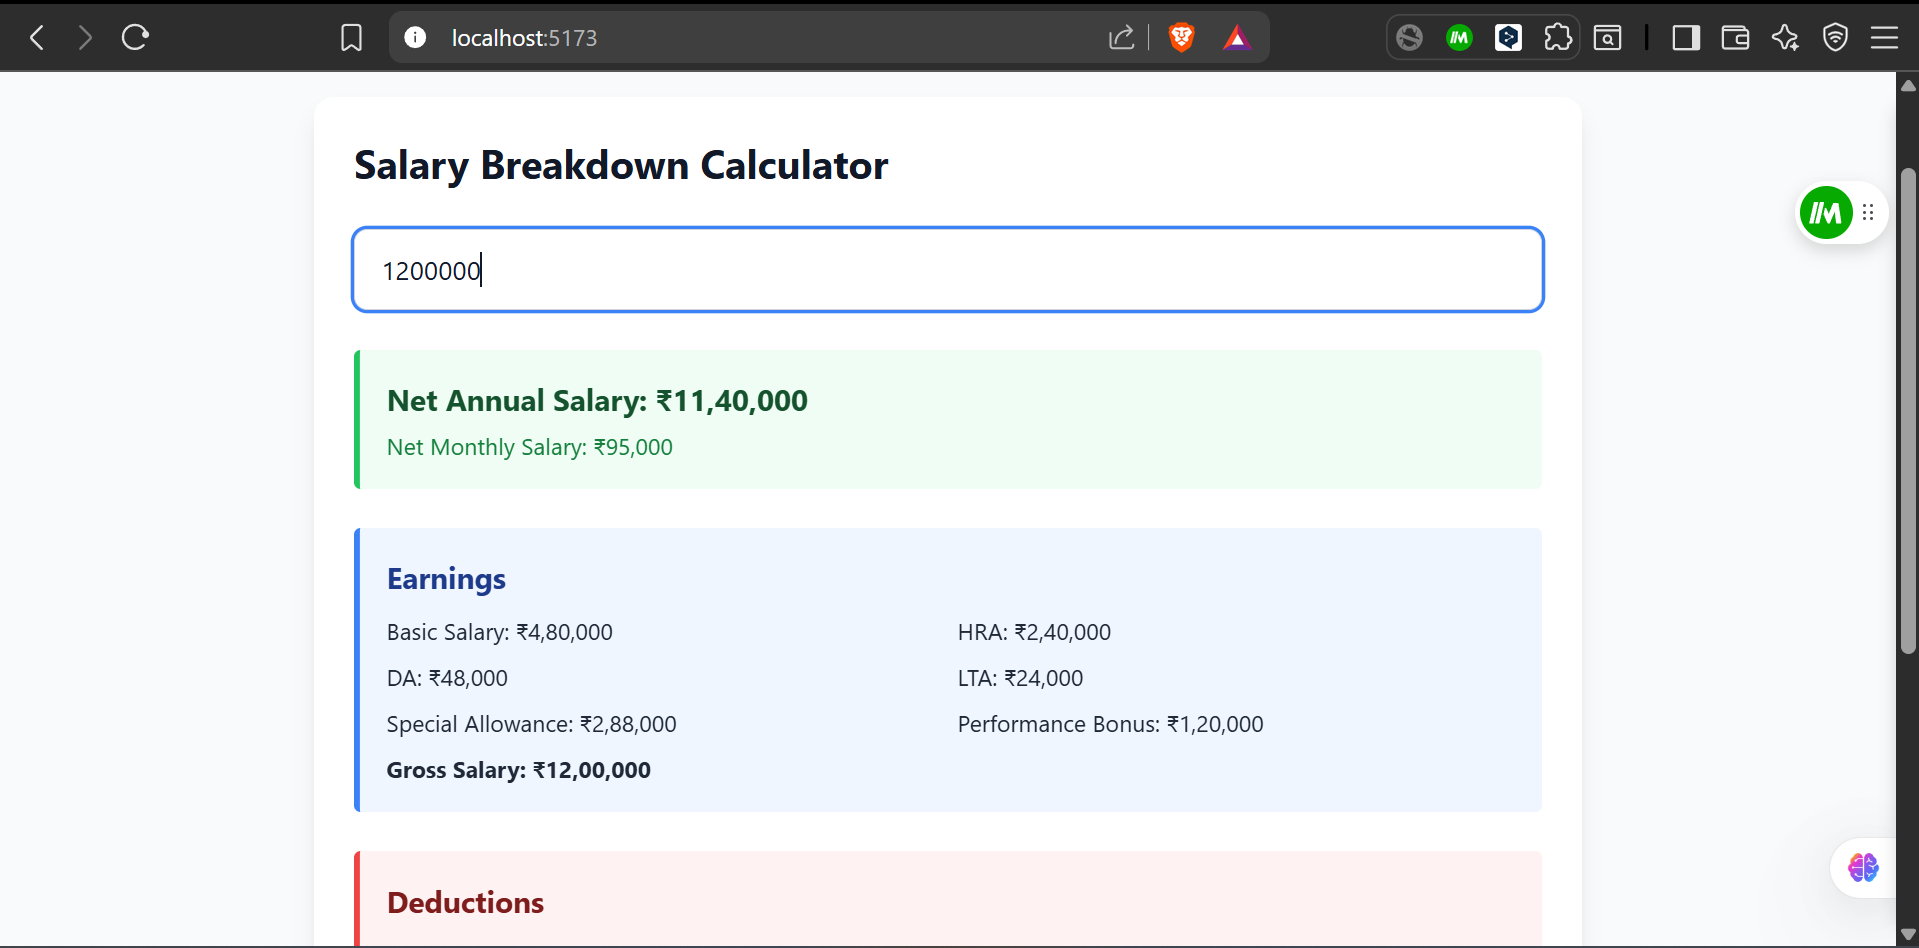 localhost:5173
Salary Breakdown Calculator
1200000
Net Annual Salary: ₹11,40,000
Net Monthly Salary: ₹95,000
Earnings
Basic Salary: ₹4,80,000
HRA: ₹2,40,000
DA: ₹48,000
LTA: ₹24,000
Special Allowance: ₹2,88,000
Performance Bonus: ₹1,20,000
Gross Salary: ₹12,00,000
Deductions